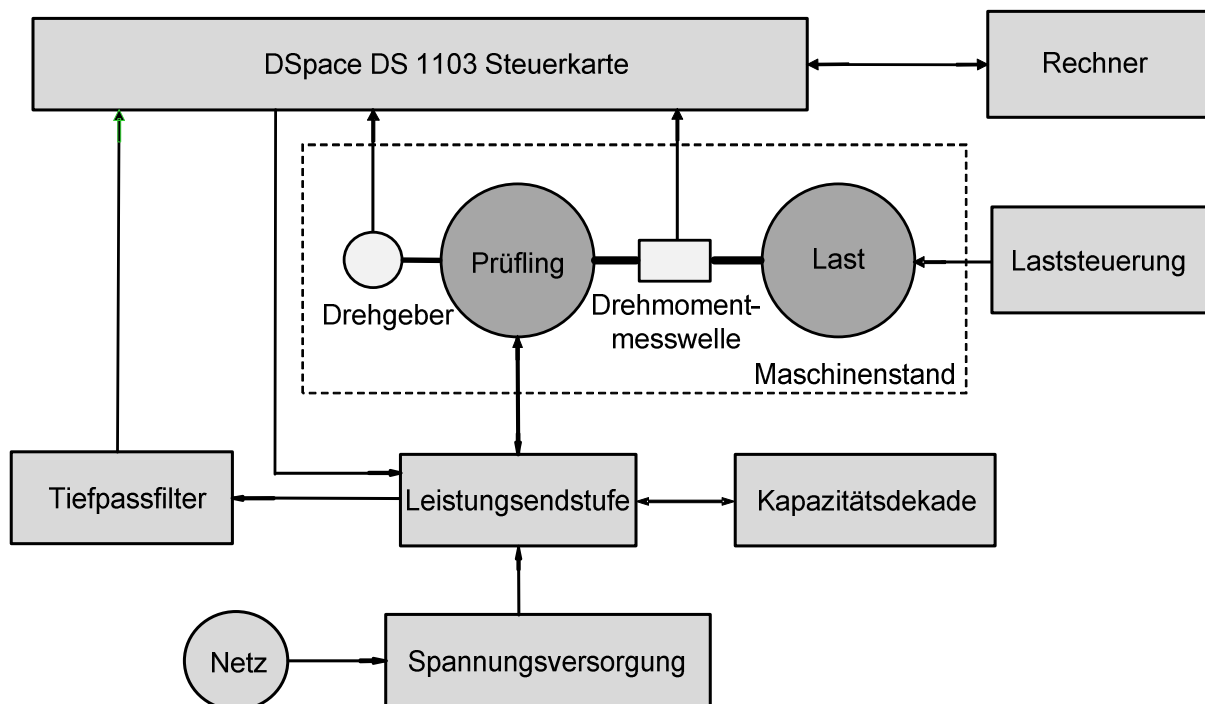 DSpace DS 1103 Steuerkarte
Rechner
Prüfling
Last
Laststeuerung
Drehgeber
Drehmoment-
messwelle
Maschinenstand
Tiefpassfilter
Leistungsendstufe
Kapazitätsdekade
Netz
Spannungsversorgung